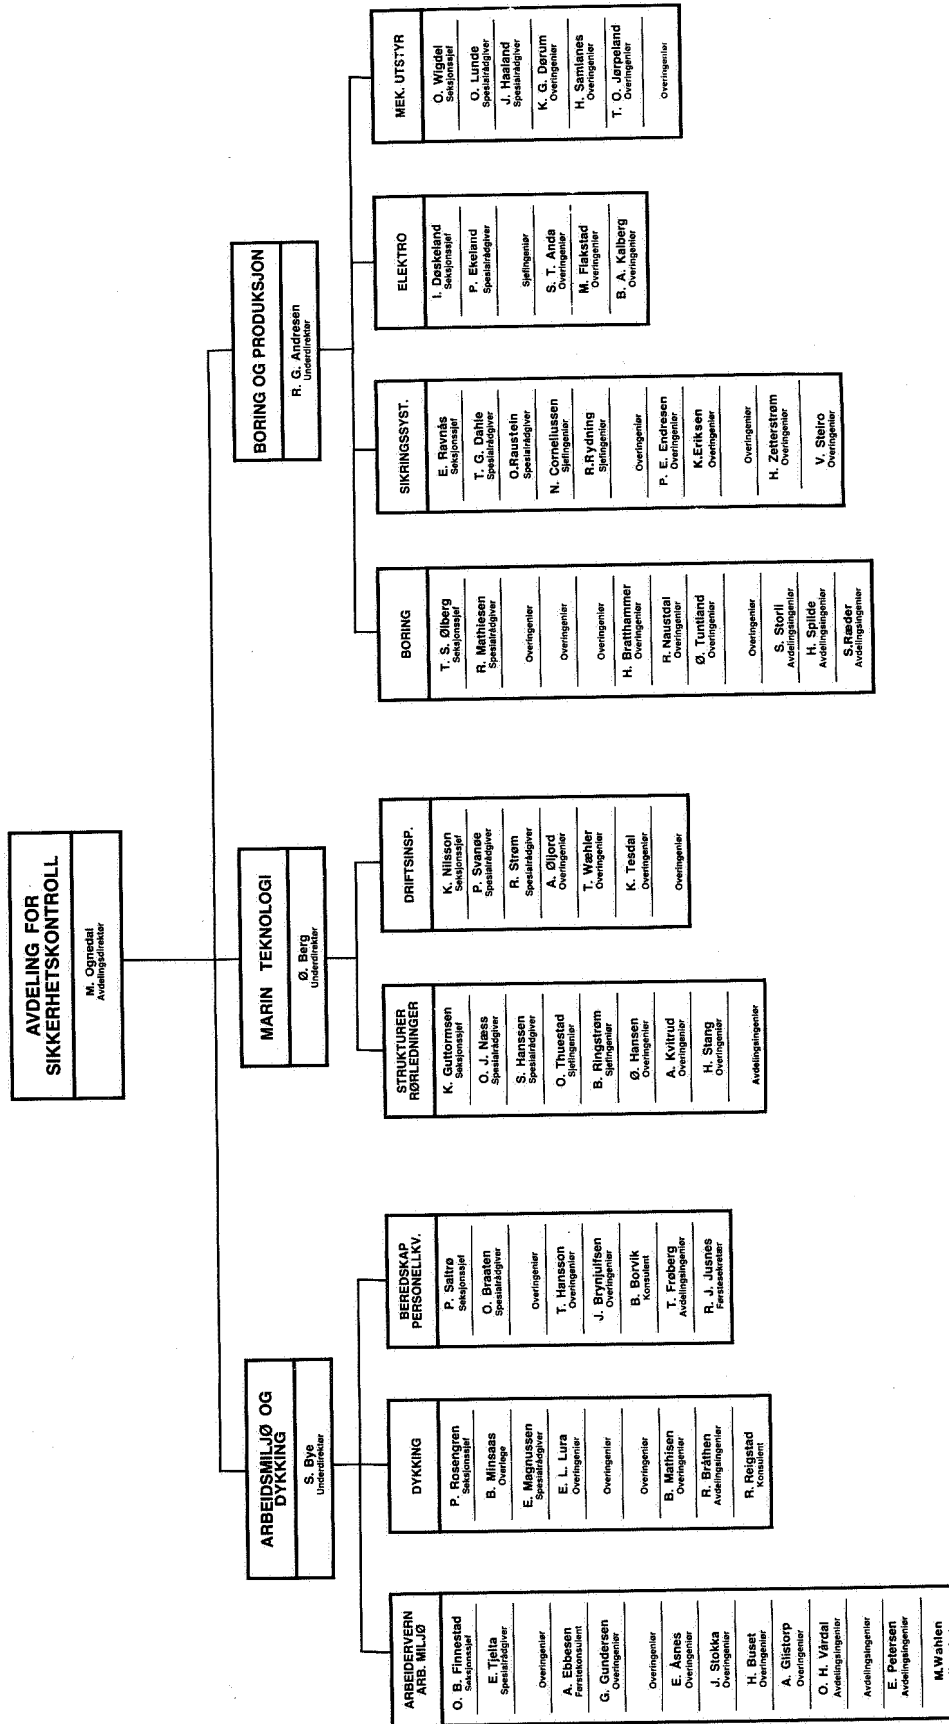 AVDELING FOR
SIKKERHETSKONTROLL
M. Ognedal
Avdelingsdirektør
ARBEIDSMILJØ OG
DYKKING
S. Bye
Underdirektør
MARIN TEKNOLOGI
Ø. Berg
Underdirektør
BORING OG PRODUKSJON
R. G. Andresen
Underdirektør
ARBEIDERVERN
ARB. MILJØ
O. B. Finnestad
Seksjonssjef
E. Tjelta
Spesialrådgiver
Overingeniør
A. Ebbesen
Førstekonsulent
G. Gundersen
Overingeniør
Overingeniør
E. Åsnes
Overingeniør
J. Stokka
Overingeniør
H. Buset
Overingeniør
A. Glistorp
Overingeniør
O. H. Vårdal
Avdelingsingeniør
Avdelingsingeniør
E. Petersen
Avdelingsingeniør
M.Wahlen
DYKKING
P. Rosengren
Seksjonssjef
B. Minsaas
Overlege
E. Magnussen
Spesialrådgiver
E. L. Lura
Overingeniør
Overingeniør
Overingeniør
B. Mathisen
Overingeniør
R. Bråthen
Avdelingsingeniør
R. Reigstad
Konsulent
BEREDSKAP
PERSONELLKV.
P. Saltrø
Seksjonssjef
O. Braaten
Spesialrådgiver
Overingeniør
T. Hansson
Overingeniør
J. Brynjulfsen
Overingeniør
B. Borvik
Konsulent
T. Frøberg
Avdelingsingeniør
R. J. Jusnes
Førstesekretær
STRUKTURER
RØRLEDNINGER
K. Guttormsen
Seksjonssjef
O. J. Næss
Spesialrådgiver
S. Hanssen
Spesialrådgiver
O. Thuestad
Sjefingeniør
B. Ringstrøm
Sjefingeniør
Ø. Hansen
Overingeniør
A. Kvitrud
Overingeniør
H. Stang
Overingeniør
Avdelingsingeniør
DRIFTSINSP.
K. Nilsson
Seksjonssjef
P. Svanøe
Spesialrådgiver
R. Strøm
Spesialrådgiver
A. Øljord
Overingeniør
T. Wæhler
Overingeniør
K. Tesdal
Overingeniør
Overingeniør
BORING
T. S. Ølberg
Seksjonssjef
R. Mathiesen
Spesialrådgiver
Overingeniør
Overingeniør
Overingeniør
H. Bratthammer
Overingeniør
R. Naustdal
Overingeniør
Ø. Tuntland
Overingeniør
Overingeniør
S. Storli
Avdelingsingeniør
H. Spilde
Avdelingsingeniør
S.Ræder
Avdelingsingeniør
SIKRINGSSYST.
E. Ravnås
Seksjonssjef
T. G. Dahle
Spesialrådgiver
O.Raustein
Spesialrådgiver
N. Corneliussen
Sjefingeniør
R.Rydning
Sjefingeniør
Overingeniør
P. E. Endresen
Overingeniør
K.Eriksen
Overingeniør
Overingeniør
H. Zetterstrøm
Overingeniør
V. Steiro
Overingeniør
ELEKTRO
I. Døskeland
Seksjonssjef
P. Ekeland
Spesialrådgiver
Sjefingeniør
S. T. Anda
Overingeniør
M. Flakstad
Overingeniør
B. A. Kalberg
Overingeniør
MEK. UTSTYR
O. Wigdel
Seksjonssjef
O. Lunde
Spesialrådgiver
J. Haaland
Spesialrådgiver
K. G. Dørum
Overingeniør
H. Samlanes
Overingeniør
T. O. Jørpeland
Overingeniør
Overingeniør